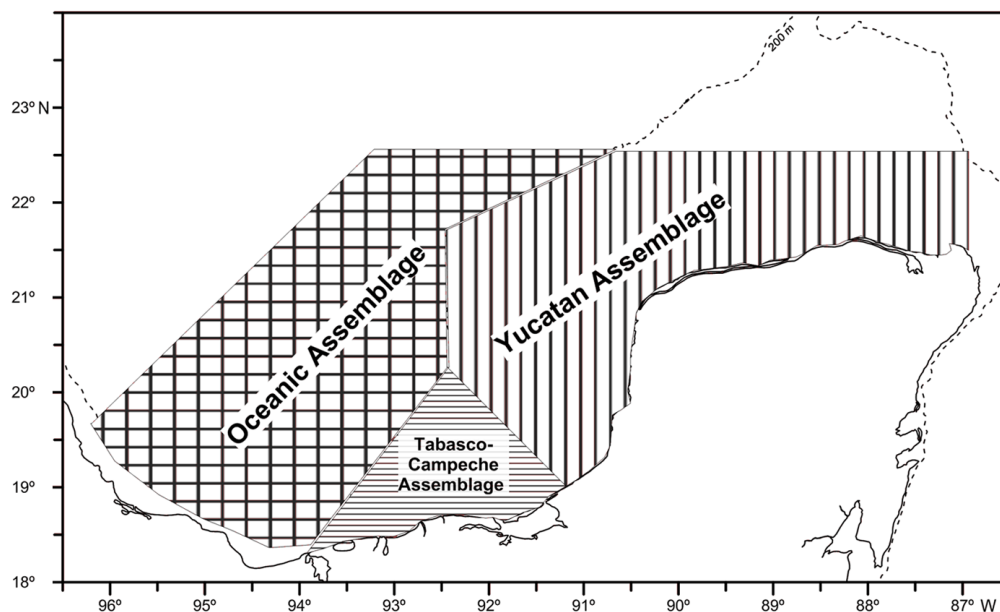 200 m
23° N
22°
21°
20°
19°
18°
Oceanic Assemblage
Yucatan Assemblage
Tabasco-
Campeche
Assemblage
96° 95° 94° 93° 92° 91° 90° 89° 88° 87° W